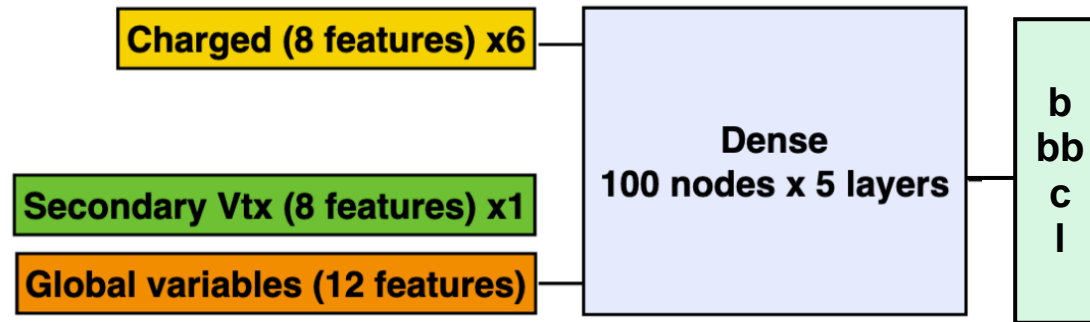 Charged (8 features) x6
Secondary Vtx (8 features) x1
Global variables (12 features)
Dense
100 nodes x 5 layers
b
bb
c
l